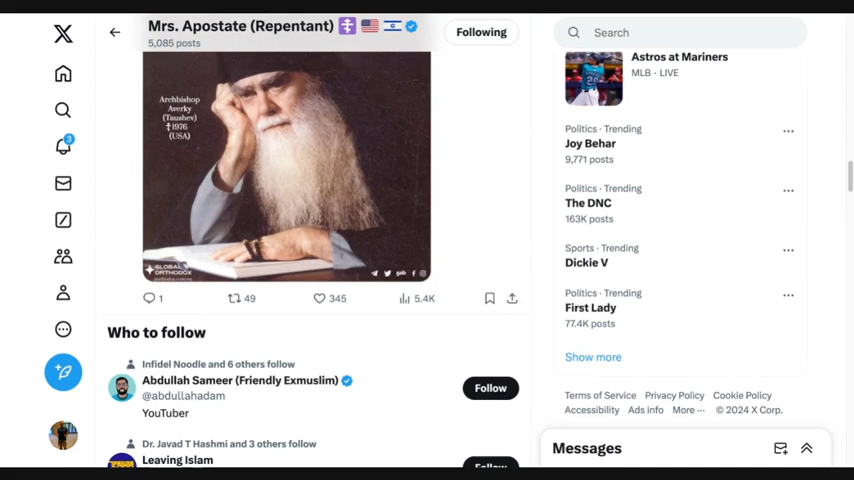 Mrs. Apostate (Repentant)
5,085 posts
Following
Archbishop
Averky
(Taushev)
†1976
(USA)
GLOBAL
ORTHODOX
gab
1
49
345
5.4K
Who to follow
Infidel Noodle and 6 others follow
Abdullah Sameer (Friendly Exmuslim)
@abdullahadam
YouTuber
Follow
Dr. Javad T Hashmi and 3 others follow
Leaving Islam
Follow
3
Search
Astros at Mariners
MLB · LIVE
Politics · Trending
Joy Behar
9,771 posts
Politics · Trending
The DNC
163K posts
Sports · Trending
Dickie V
Politics · Trending
First Lady
77.4K posts
Show more
Terms of Service Privacy Policy Cookie Policy
Accessibility Ads info More ··· © 2024 X Corp.
Messages